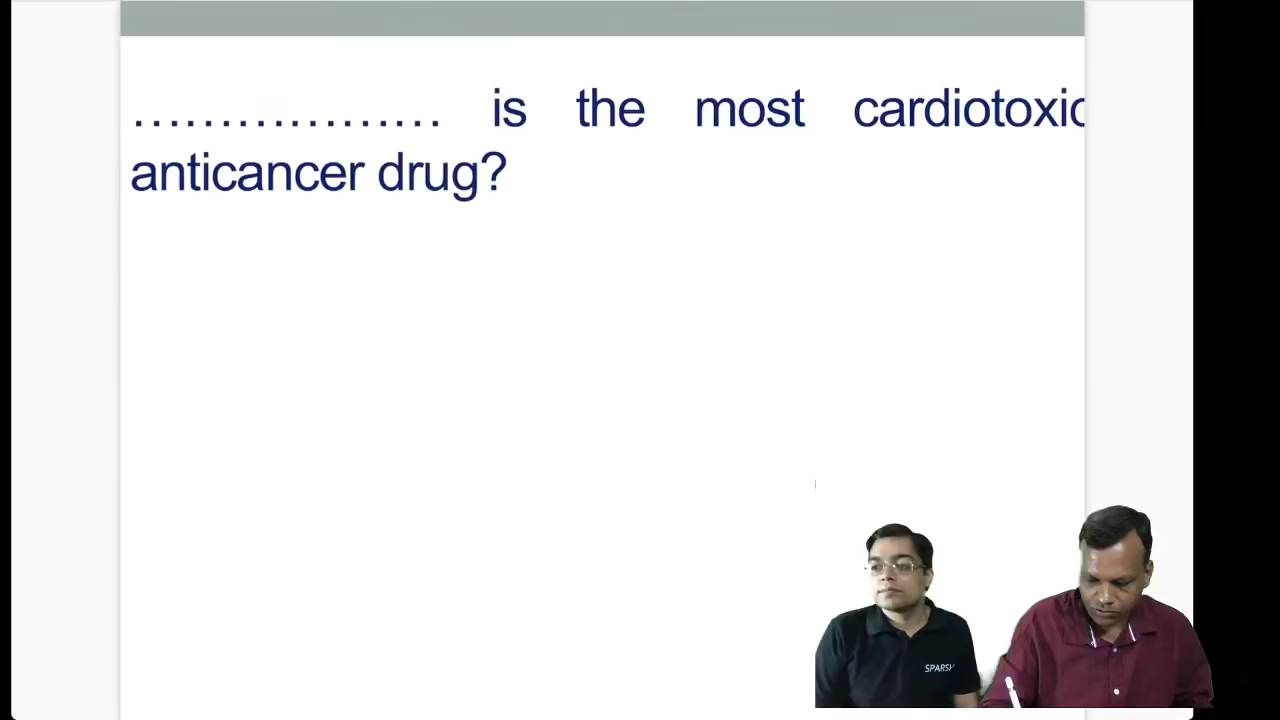 ……………… is the most cardiotoxic
anticancer drug?
SPARSH